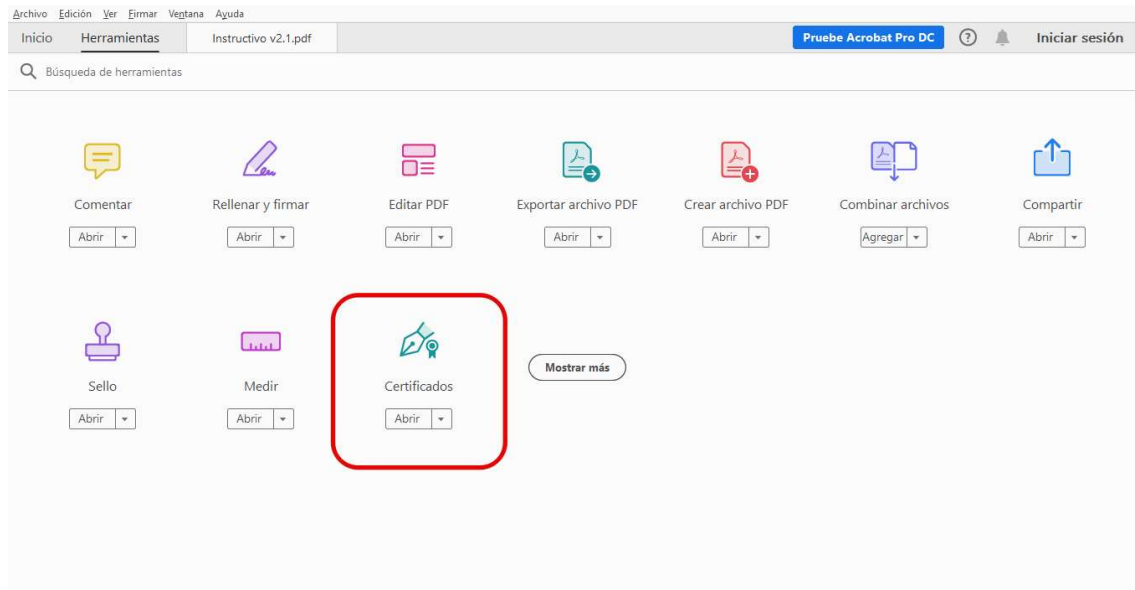 Archivo Edición Ver Firmar Ventana Ayuda
Inicio Herramientas Instructivo v2.1.pdf Pruebe Acrobat Pro DC ? Iniciar sesión
Búsqueda de herramientas
Comentar Rellenar y firmar Editar PDF Exportar archivo PDF Crear archivo PDF Combinar archivos Compartir
Abrir Abrir Abrir Abrir Abrir Agregar Abrir
Mostrar más
Sello Medir Certificados
Abrir Abrir Abrir